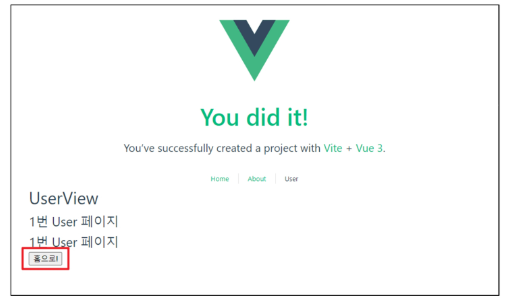 You did it!
You've successfully created a project with Vite + Vue 3.
Home About User
UserView
1번 User 페이지
1번 User 페이지
홈으로!